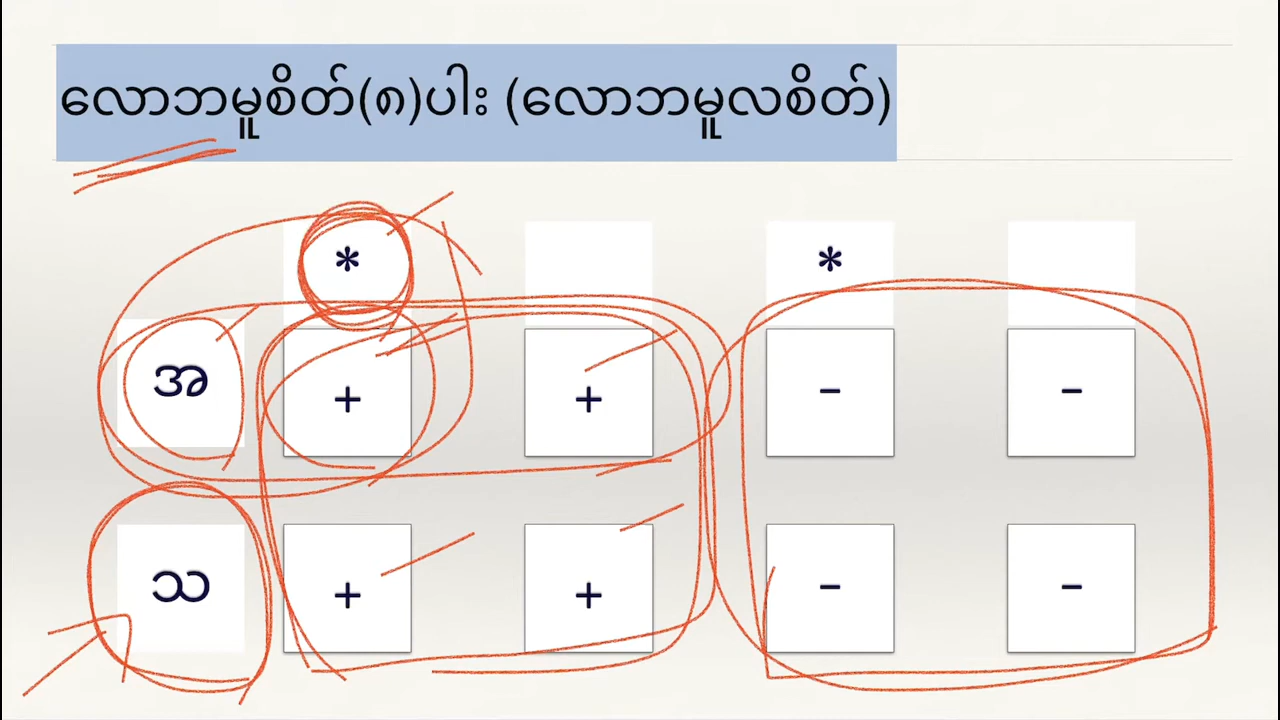 လောဘမူစိတ်(၈)ပါး (လောဘမူလစိတ်)
* *
အ + + − −
သ + + − −